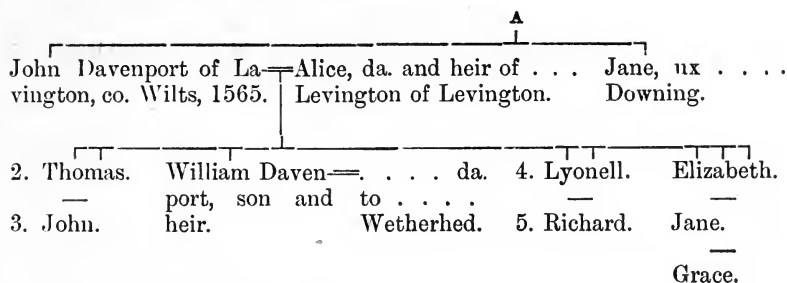 A
John Davenport of La- Alice, da. and heir of . . . Jane, ux . . . .
vington, co. Wilts, 1565. Levington of Levington. Downing.
2. Thomas. William Daven- . . . . da. 4. Lyonell. Elizabeth.
port, son and to . . . .
3. John. heir. Wetherhed. 5. Richard. Jane.
Grace.